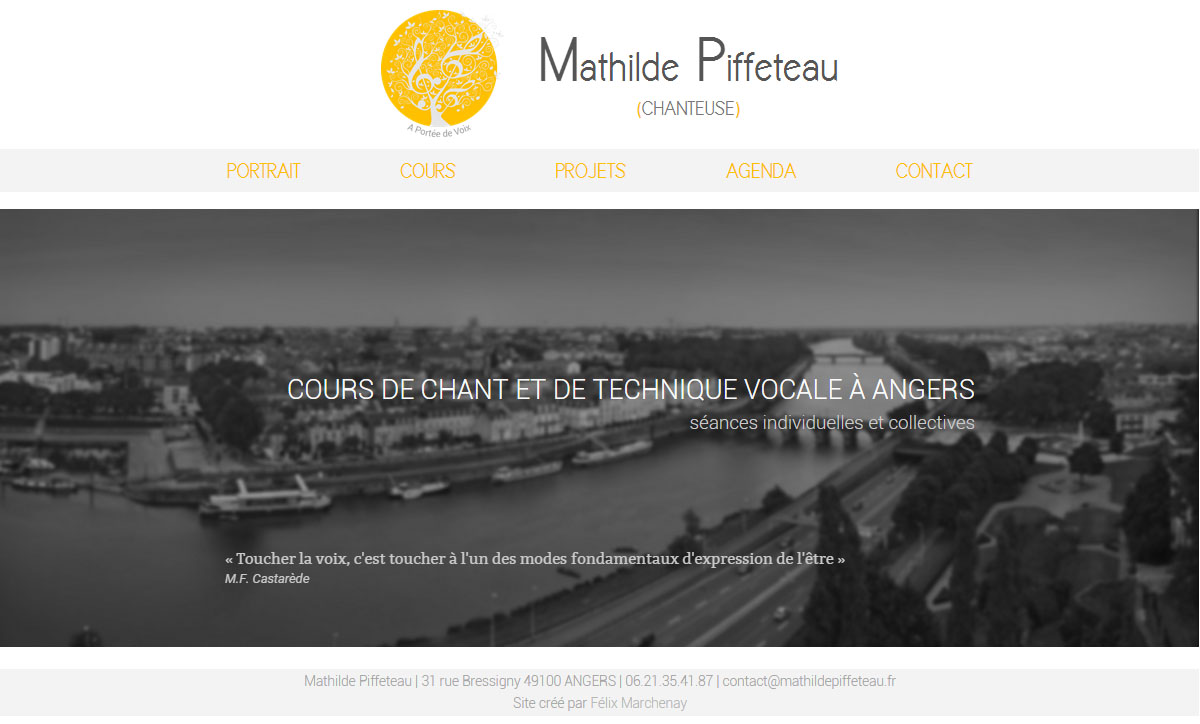 Mathilde Piffeteau
(CHANTEUSE)
A Portée de Voix
PORTRAIT COURS PROJETS AGENDA CONTACT
COURS DE CHANT ET DE TECHNIQUE VOCALE À ANGERS
séances individuelles et collectives
« Toucher la voix, c'est toucher à l'un des modes fondamentaux d'expression de l'être »
M.F. Castarède
Mathilde Piffeteau | 31 rue Bressigny 49100 ANGERS | 06.21.35.41.87 | contact@mathildepiffeteau.fr
Site créé par Félix Marchenay